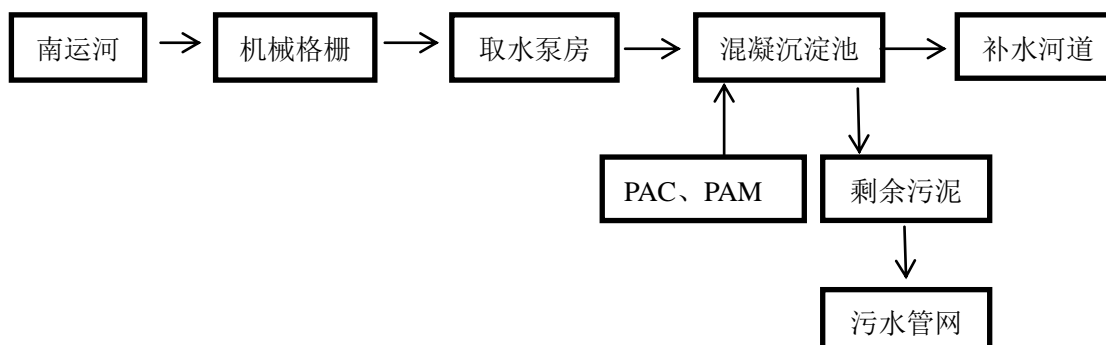 南运河
机械格栅
取水泵房
混凝沉淀池
补水河道
PAC、PAM
剩余污泥
污水管网